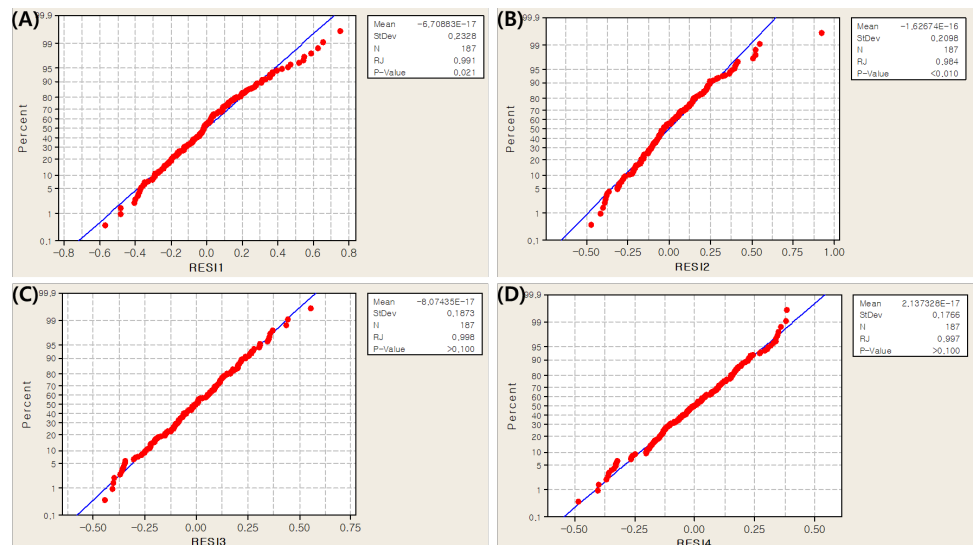 (A)
99.9
99
95
90
80
70
60
50
40
30
20
10
5
1
0.1
Percent
-0.8 -0.6 -0.4 -0.2 0.0 0.2 0.4 0.6 0.8
RESI1
Mean -6,70883E-17
StDev 0,2328
N 187
RJ 0,991
P-Value 0,021
(B)
99.9
99
95
90
80
70
60
50
40
30
20
10
5
1
0.1
Percent
-0.50 -0.25 0.00 0.25 0.50 0.75 1.00
RESI2
Mean -1,62674E-16
StDev 0,2098
N 187
RJ 0,984
P-Value <0,010
(C)
99.9
99
95
90
80
70
60
50
40
30
20
10
5
1
0.1
Percent
-0.50 -0.25 0.00 0.25 0.50 0.75
RESI3
Mean -8,07435E-17
StDev 0,1873
N 187
RJ 0,998
P-Value >0,100
(D)
99.9
99
95
90
80
70
60
50
40
30
20
10
5
1
0.1
Percent
-0.50 -0.25 0.00 0.25 0.50
RESI4
Mean 2,137328E-17
StDev 0,1766
N 187
RJ 0,997
P-Value >0,100